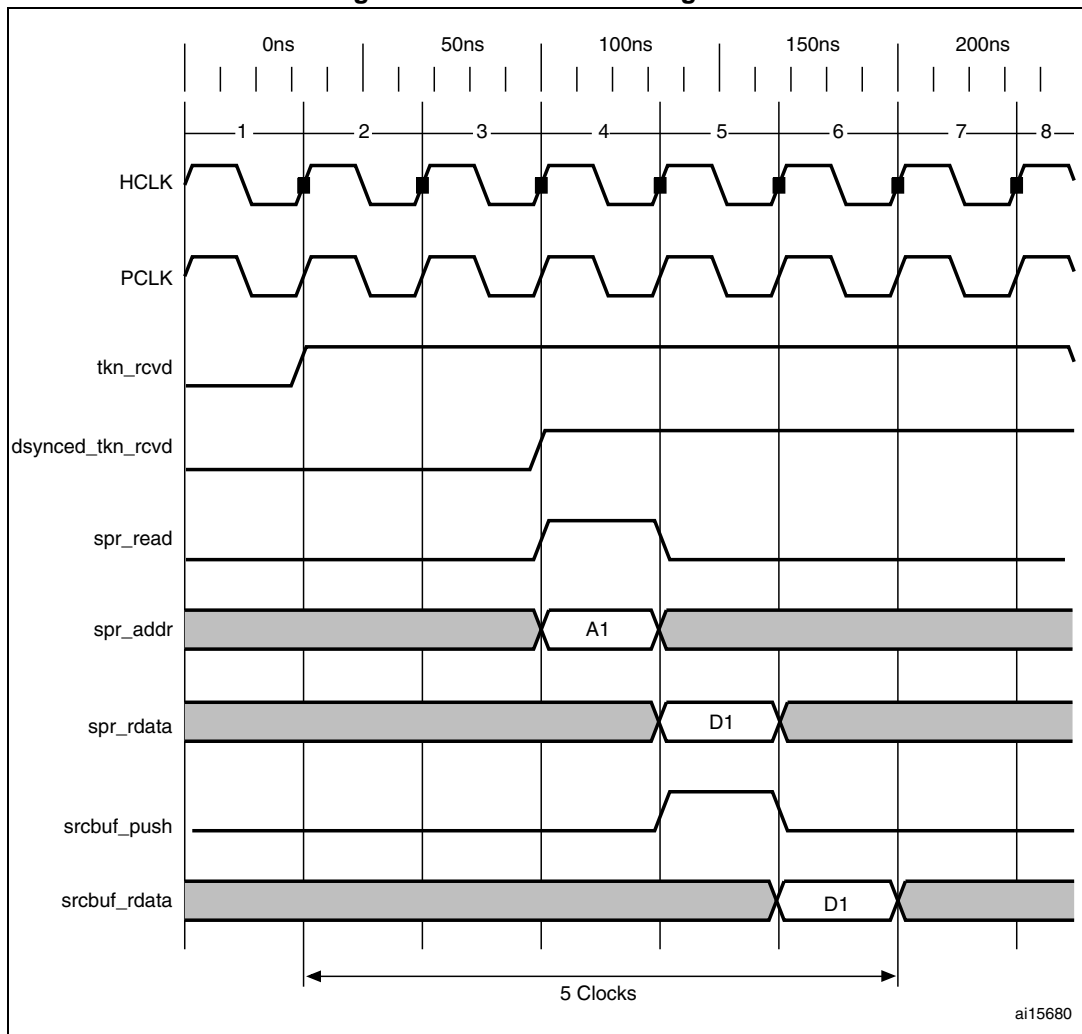 0ns 50ns 100ns 150ns 200ns
1 2 3 4 5 6 7 8
HCLK
PCLK
tkn_rcvd
dsynced_tkn_rcvd
spr_read
spr_addr A1
spr_rdata D1
srcbuf_push
srcbuf_rdata D1
5 Clocks
ai15680